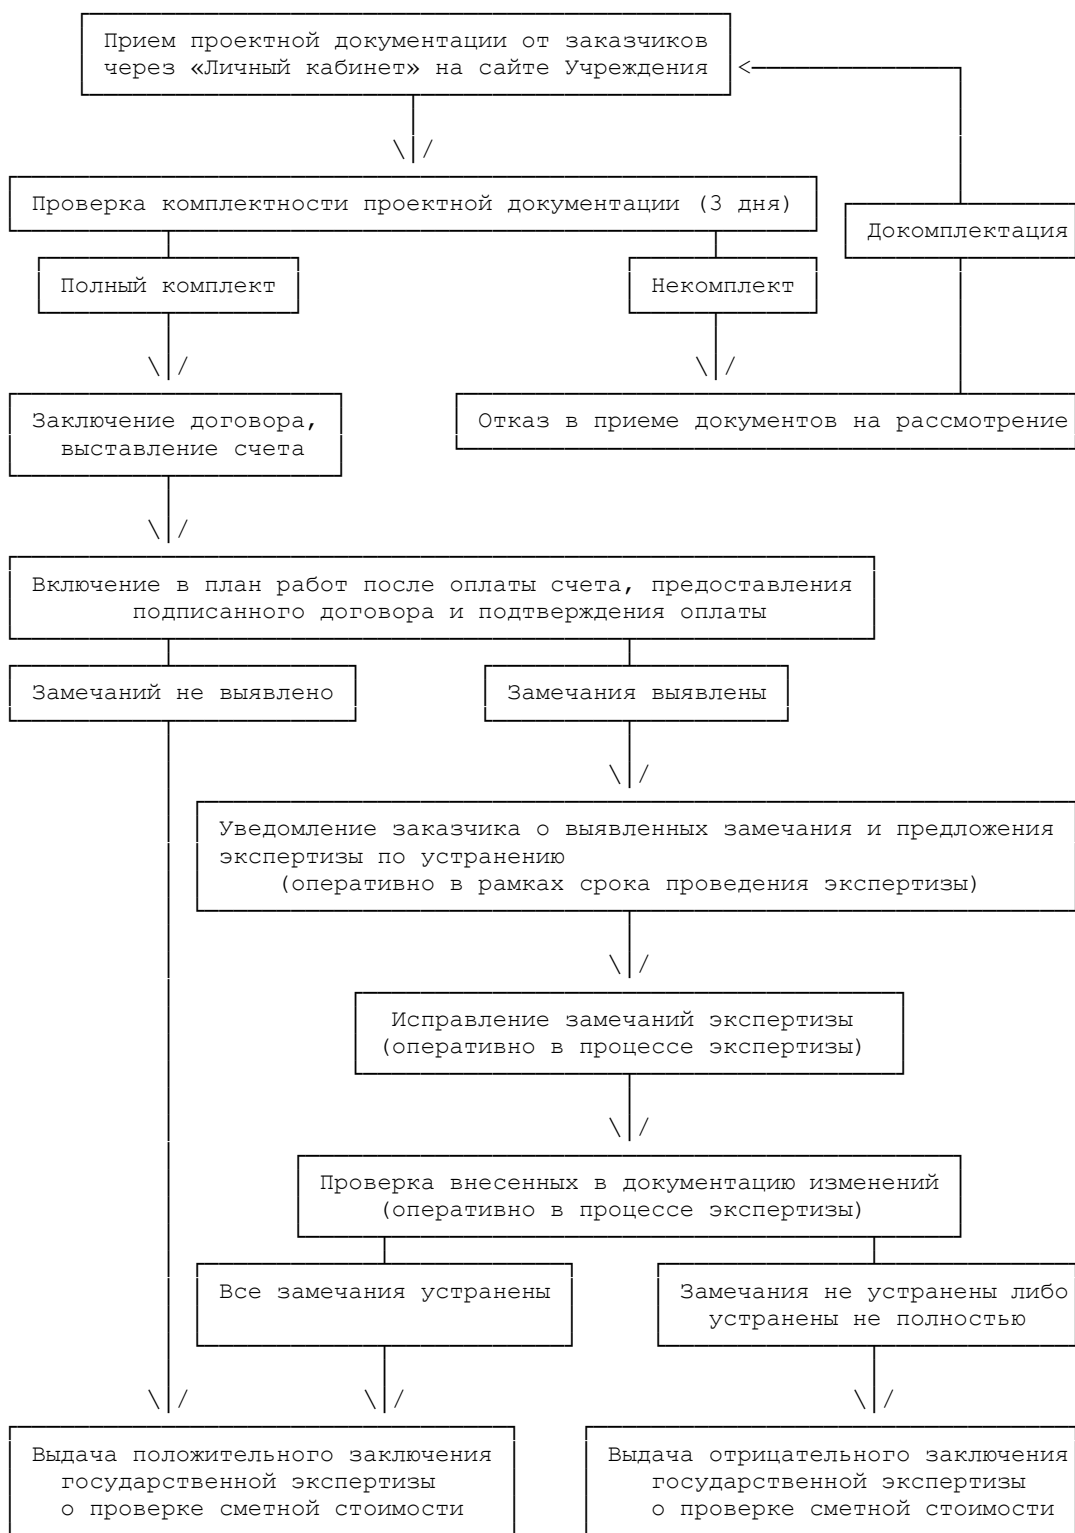 Прием проектной документации от заказчиков
через «Личный кабинет» на сайте Учреждения
Проверка комплектности проектной документации (3 дня)
Докомплектация
Полный комплект
Некомплект
Заключение договора,
выставление счета
Отказ в приеме документов на рассмотрение
Включение в план работ после оплаты счета, предоставления
подписанного договора и подтверждения оплаты
Замечаний не выявлено
Замечания выявлены
Уведомление заказчика о выявленных замечания и предложения
экспертизы по устранению
(оперативно в рамках срока проведения экспертизы)
Исправление замечаний экспертизы
(оперативно в процессе экспертизы)
Проверка внесенных в документацию изменений
(оперативно в процессе экспертизы)
Все замечания устранены
Замечания не устранены либо
устранены не полностью
Выдача положительного заключения
государственной экспертизы
о проверке сметной стоимости
Выдача отрицательного заключения
государственной экспертизы
о проверке сметной стоимости